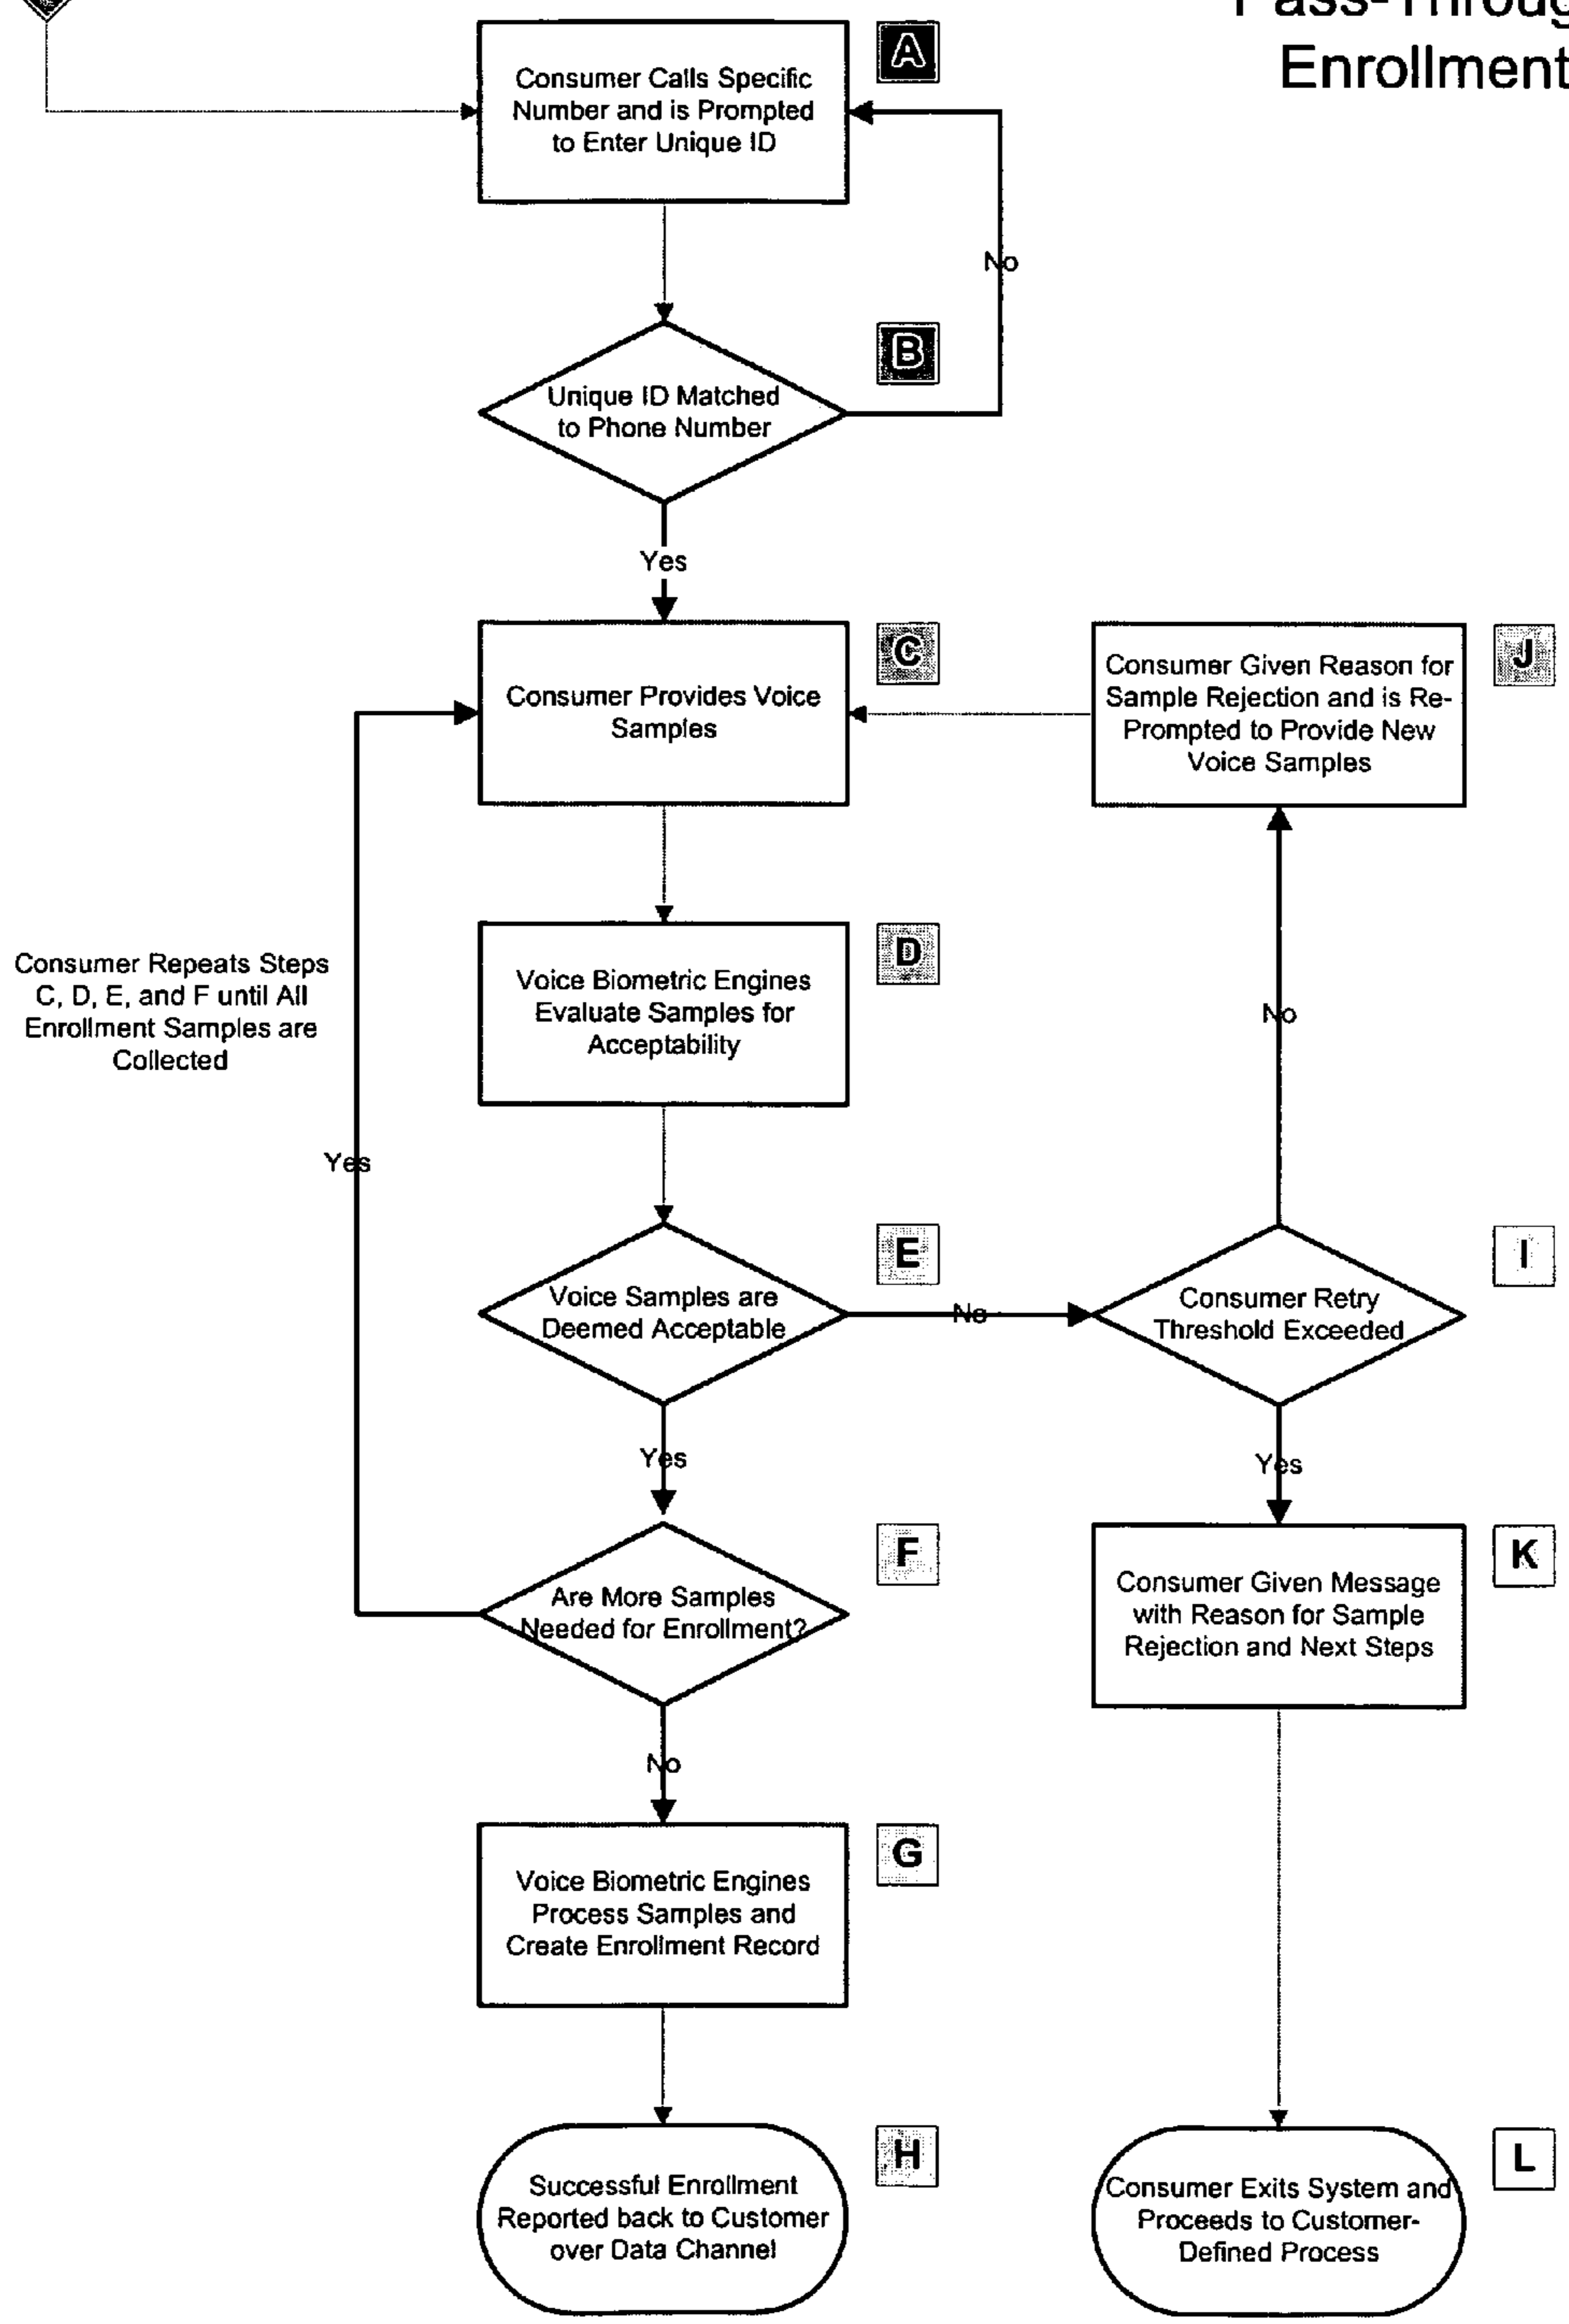 Pass-Throug
Enrollment
A
Consumer Calls Specific
Number and is Prompted
to Enter Unique ID
No
B
Unique ID Matched
to Phone Number
Yes
C
Consumer Provides Voice
Samples
J
Consumer Given Reason for
Sample Rejection and is Re-
Prompted to Provide New
Voice Samples
D
Voice Biometric Engines
Evaluate Samples for
Acceptability
Consumer Repeats Steps
C, D, E, and F until All
Enrollment Samples are
Collected
No
Yes
E
Voice Samples are
Deemed Acceptable
No
I
Consumer Retry
Threshold Exceeded
Yes
Yes
F
Are More Samples
Needed for Enrollment?
K
Consumer Given Message
with Reason for Sample
Rejection and Next Steps
No
G
Voice Biometric Engines
Process Samples and
Create Enrollment Record
H
Successful Enrollment
Reported back to Customer
over Data Channel
L
Consumer Exits System and
Proceeds to Customer-
Defined Process